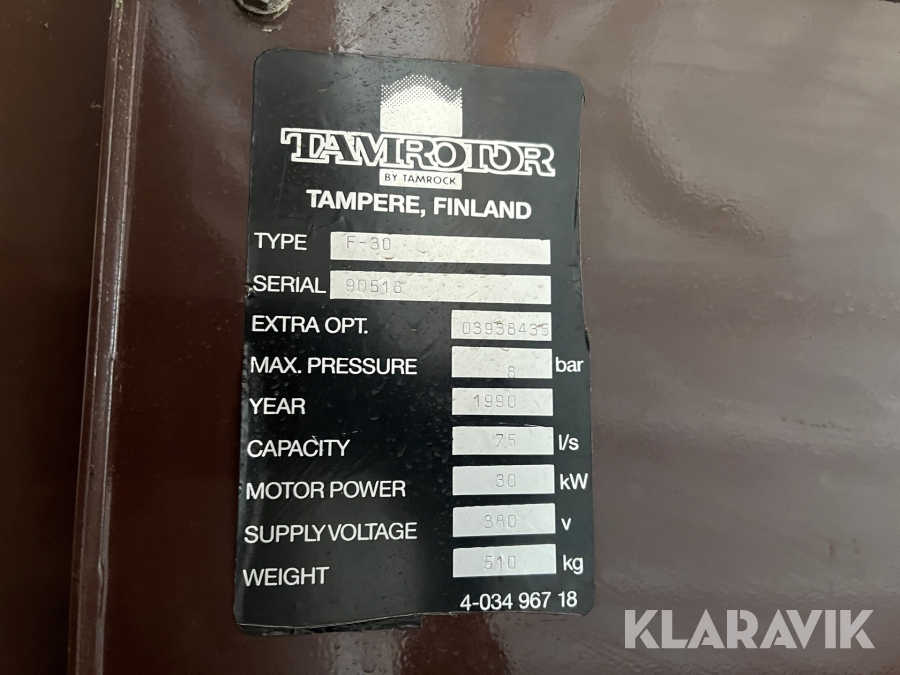 TAMROTOR
BY TAMROCK
TAMPERE, FINLAND
TYPE F-30
SERIAL 90516
EXTRA OPT. 03938435
MAX. PRESSURE 8 bar
YEAR 1990
CAPACITY 75 l/s
MOTOR POWER 30 kW
SUPPLY VOLTAGE 380 v
WEIGHT 510 kg
4-034 967 18
KLARAVIK